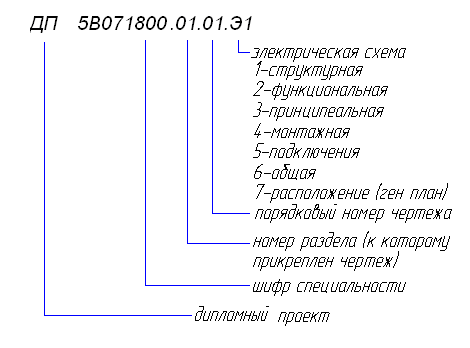 ДП 5В071800.01.01.Э1
электрическая схема
1-структурная
2-функциональная
3-принципеальная
4-монтажная
5-подключения
6-общая
7-расположение (ген план)
порядковый номер чертежа
номер раздела (к которому
прикреплен чертеж)
шифр специальности
дипломный проект